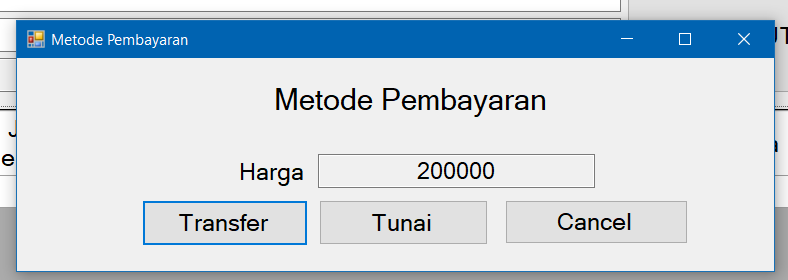 Metode Pembayaran
Metode Pembayaran
Harga 200000
Transfer Tunai Cancel